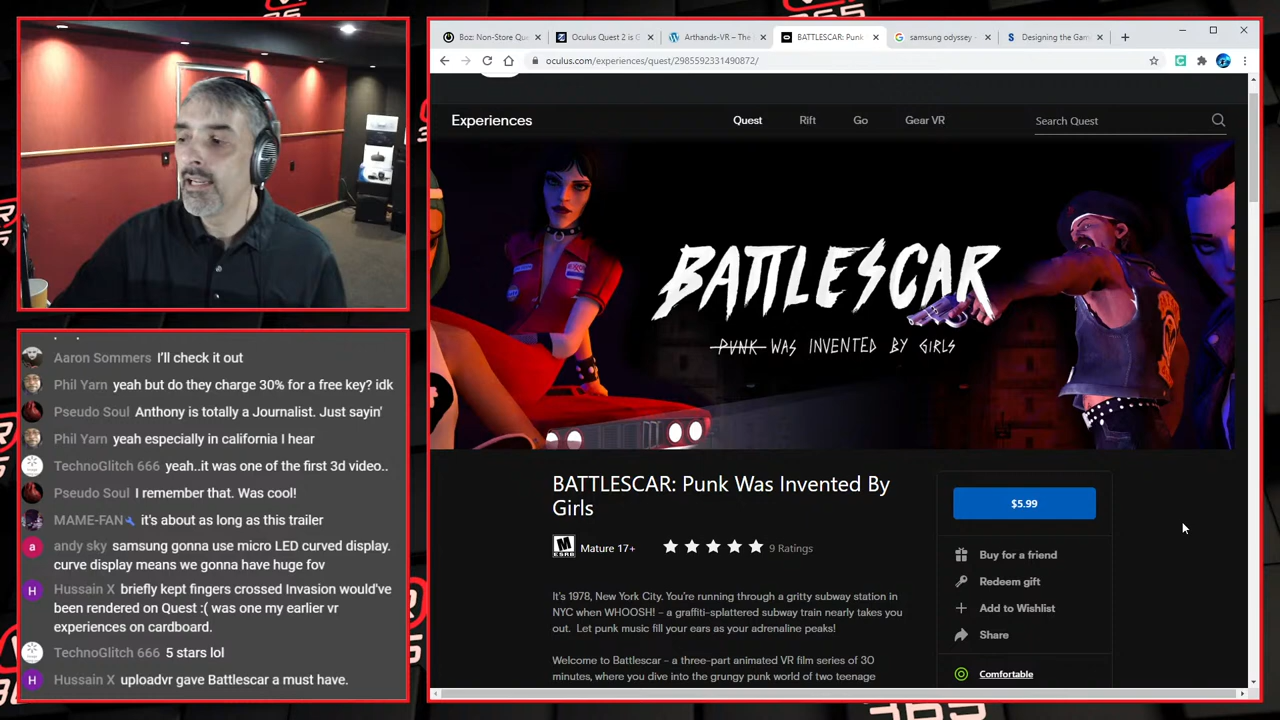 Boz: Non-Store Que
Oculus Quest 2 is G
Arthands-VR – The
BATTLESCAR: Punk
samsung odyssey
Designing the Gam
oculus.com/experiences/quest/2985592331490872/
Experiences
Quest
Rift
Go
Gear VR
Search Quest
BATTLESCAR
PUNK WAS INVENTED BY GIRLS
BATTLESCAR: Punk Was Invented By
Girls
$5.99
Mature 17+
9 Ratings
Buy for a friend
Redeem gift
Add to Wishlist
Share
Comfortable
It's 1978, New York City. You're running through a gritty subway station in
NYC when WHOOSH! – a graffiti-splattered subway train nearly takes you
out. Let punk music fill your ears as your adrenaline peaks!
Welcome to Battlescar – a three-part animated VR film series of 30
minutes, where you dive into the grungy punk world of two teenage
Aaron Sommers I'll check it out
Phil Yarn yeah but do they charge 30% for a free key? idk
Pseudo Soul Anthony is totally a Journalist. Just sayin'
Phil Yarn yeah especially in california I hear
TechnoGlitch 666 yeah..it was one of the first 3d video..
Pseudo Soul I remember that. Was cool!
MAME-FAN it's about as long as this trailer
a
andy sky samsung gonna use micro LED curved display.
curve display means we gonna have huge fov
H
Hussain X briefly kept fingers crossed Invasion would've
been rendered on Quest :( was one my earlier vr
experiences on cardboard.
TechnoGlitch 666 5 stars lol
H
Hussain X uploadvr gave Battlescar a must have.
365